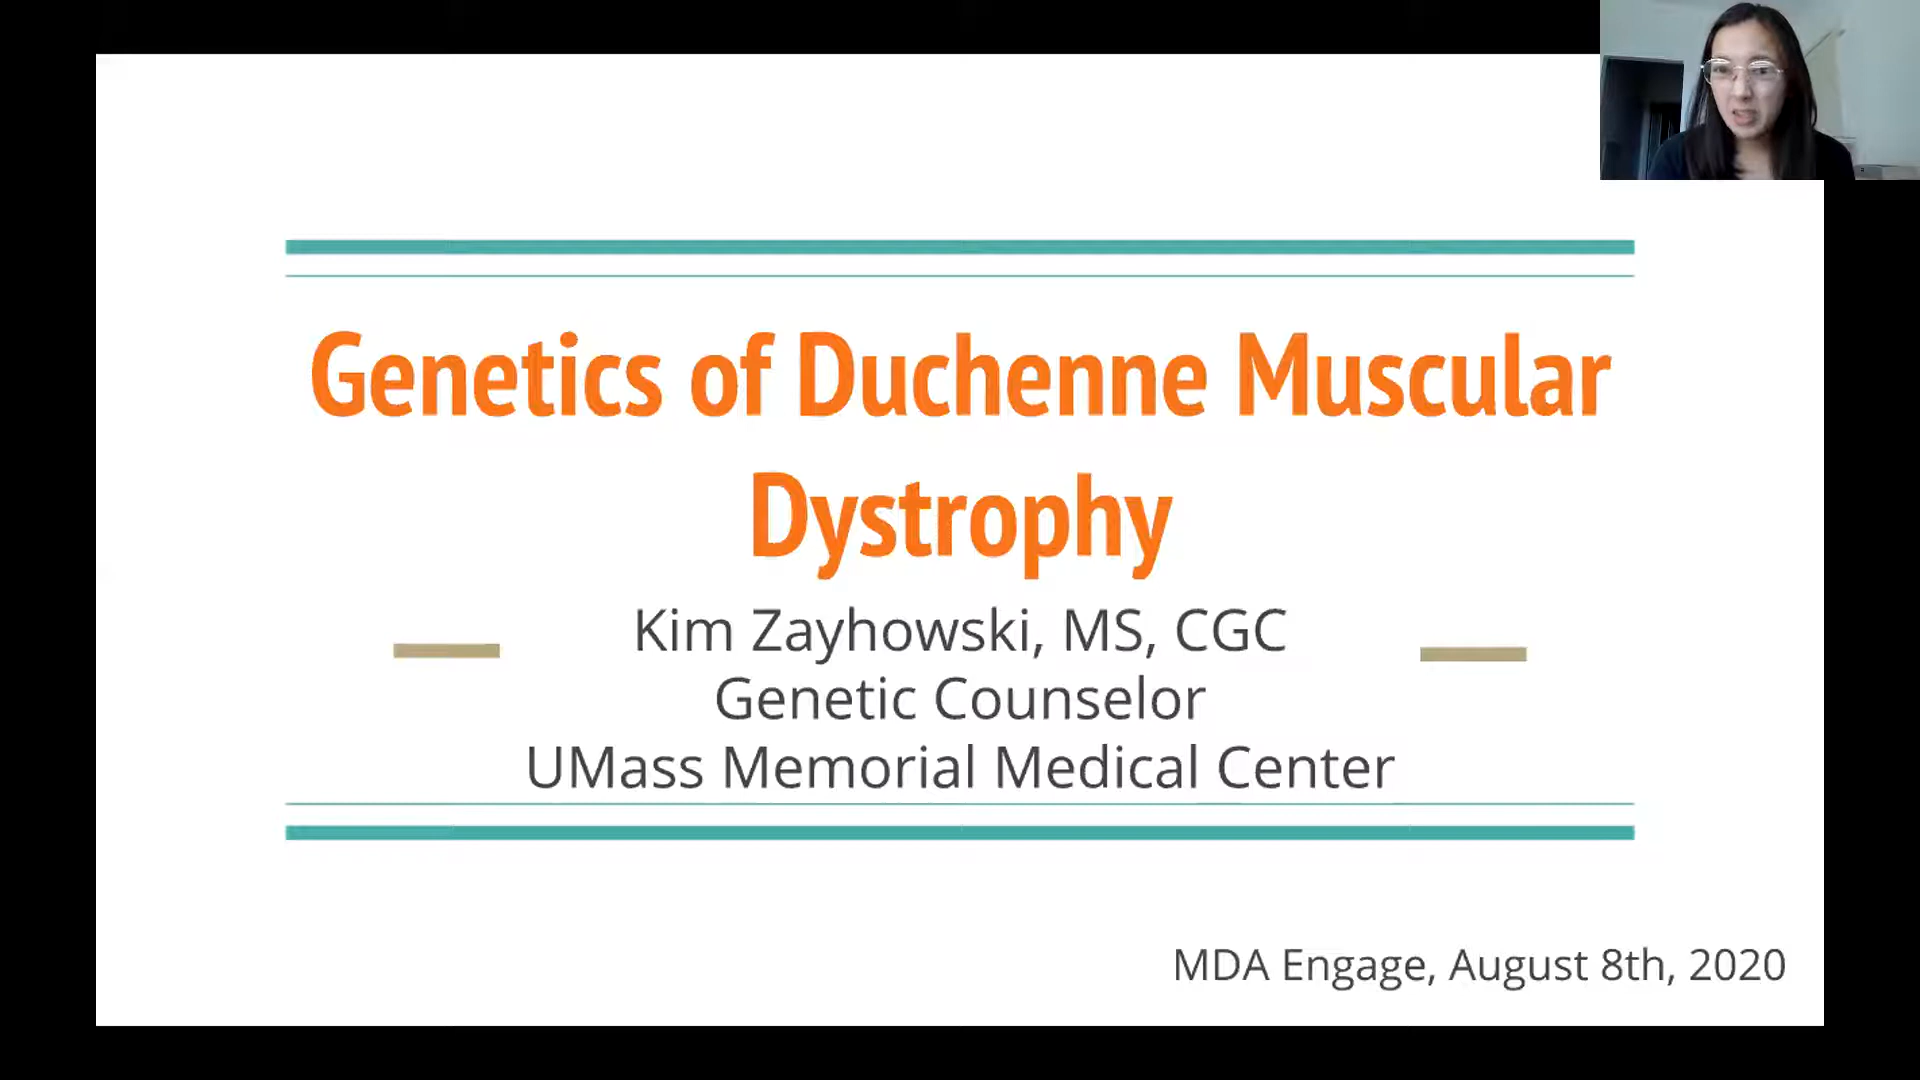 Genetics of Duchenne Muscular
Dystrophy
Kim Zayhowski, MS, CGC
Genetic Counselor
UMass Memorial Medical Center
MDA Engage, August 8th, 2020